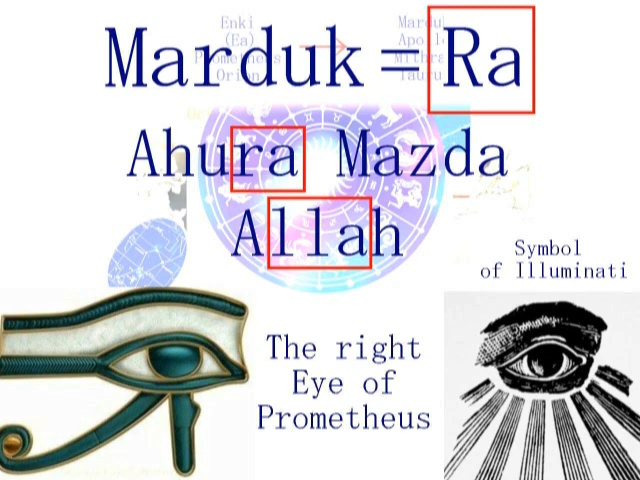 Enki
(Ea)
Prometheus
Orion
Marduk = Ra
Ahura Mazda
Allah
Symbol
of Illuminati
The right
Eye of
Prometheus